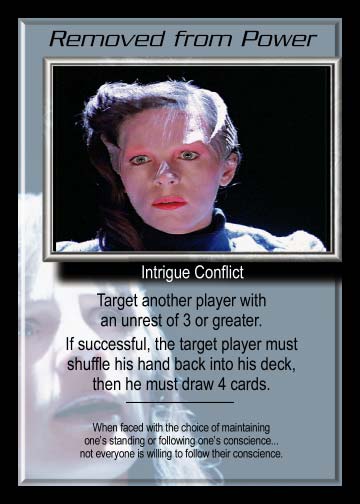 Removed from Power
Intrigue Conflict
Target another player with
an unrest of 3 or greater.
If successful, the target player must
shuffle his hand back into his deck,
then he must draw 4 cards.
When faced with the choice of maintaining
one's standing or following one's conscience...
not everyone is willing to follow their conscience.